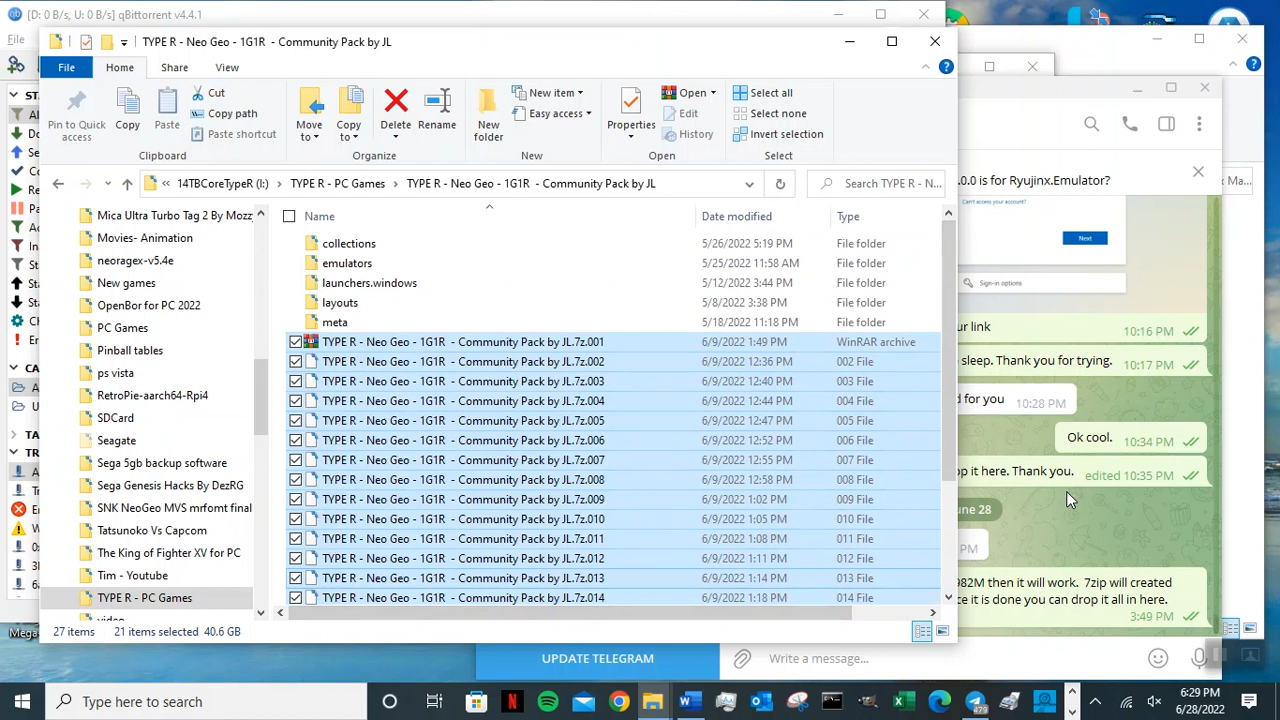 [D: 0 B/s, U: 0 B/s] qBittorrent v4.4.1
TYPE R - Neo Geo - 1G1R - Community Pack by JL
File
Home
Share
View
Pin to Quick access
Copy
Paste
Cut
Copy path
Paste shortcut
Clipboard
Move to
Copy to
Delete
Rename
Organize
New folder
New item
Easy access
New
Properties
Open
Edit
History
Open
Select all
Select none
Invert selection
Select
14TBCoreTypeR (I:)
TYPE R - PC Games
TYPE R - Neo Geo - 1G1R - Community Pack by JL
Search TYPE R - N...
Mica Ultra Turbo Tag 2 By Mozz
Movies- Animation
neoragex-v5.4e
New games
OpenBor for PC 2022
PC Games
Pinball tables
ps vista
RetroPie-aarch64-Rpi4
SDCard
Seagate
Sega 5gb backup software
Sega Genesis Hacks By DezRG
SNK NeoGeo MVS mrfomt final
Tatsunoko Vs Capcom
The King of Fighter XV for PC
Tim - Youtube
TYPE R - PC Games
video
Name Date modified Type
collections 5/26/2022 5:19 PM File folder
emulators 5/25/2022 11:58 AM File folder
launchers.windows 5/12/2022 3:44 PM File folder
layouts 5/8/2022 3:38 PM File folder
meta 5/18/2022 11:18 PM File folder
TYPE R - Neo Geo - 1G1R - Community Pack by JL.7z.001 6/9/2022 1:49 PM WinRAR archive
TYPE R - Neo Geo - 1G1R - Community Pack by JL.7z.002 6/9/2022 12:36 PM 002 File
TYPE R - Neo Geo - 1G1R - Community Pack by JL.7z.003 6/9/2022 12:40 PM 003 File
TYPE R - Neo Geo - 1G1R - Community Pack by JL.7z.004 6/9/2022 12:44 PM 004 File
TYPE R - Neo Geo - 1G1R - Community Pack by JL.7z.005 6/9/2022 12:47 PM 005 File
TYPE R - Neo Geo - 1G1R - Community Pack by JL.7z.006 6/9/2022 12:52 PM 006 File
TYPE R - Neo Geo - 1G1R - Community Pack by JL.7z.007 6/9/2022 12:55 PM 007 File
TYPE R - Neo Geo - 1G1R - Community Pack by JL.7z.008 6/9/2022 12:58 PM 008 File
TYPE R - Neo Geo - 1G1R - Community Pack by JL.7z.009 6/9/2022 1:02 PM 009 File
TYPE R - Neo Geo - 1G1R - Community Pack by JL.7z.010 6/9/2022 1:05 PM 010 File
TYPE R - Neo Geo - 1G1R - Community Pack by JL.7z.011 6/9/2022 1:08 PM 011 File
TYPE R - Neo Geo - 1G1R - Community Pack by JL.7z.012 6/9/2022 1:11 PM 012 File
TYPE R - Neo Geo - 1G1R - Community Pack by JL.7z.013 6/9/2022 1:14 PM 013 File
TYPE R - Neo Geo - 1G1R - Community Pack by JL.7z.014 6/9/2022 1:18 PM 014 File
27 items 21 items selected 40.6 GB
.0.0 is for Ryujinx.Emulator?
Can't access your account?
Next
Sign-in options
ur link 10:16 PM
sleep. Thank you for trying. 10:17 PM
d for you 10:28 PM
Ok cool. 10:34 PM
op it here. Thank you. edited 10:35 PM
une 28
PM
982M then it will work. 7zip will created
ce it is done you can drop it all in here.
3:49 PM
UPDATE TELEGRAM
Write a message...
Ma...
Type here to search
479
6:29 PM
6/28/2022